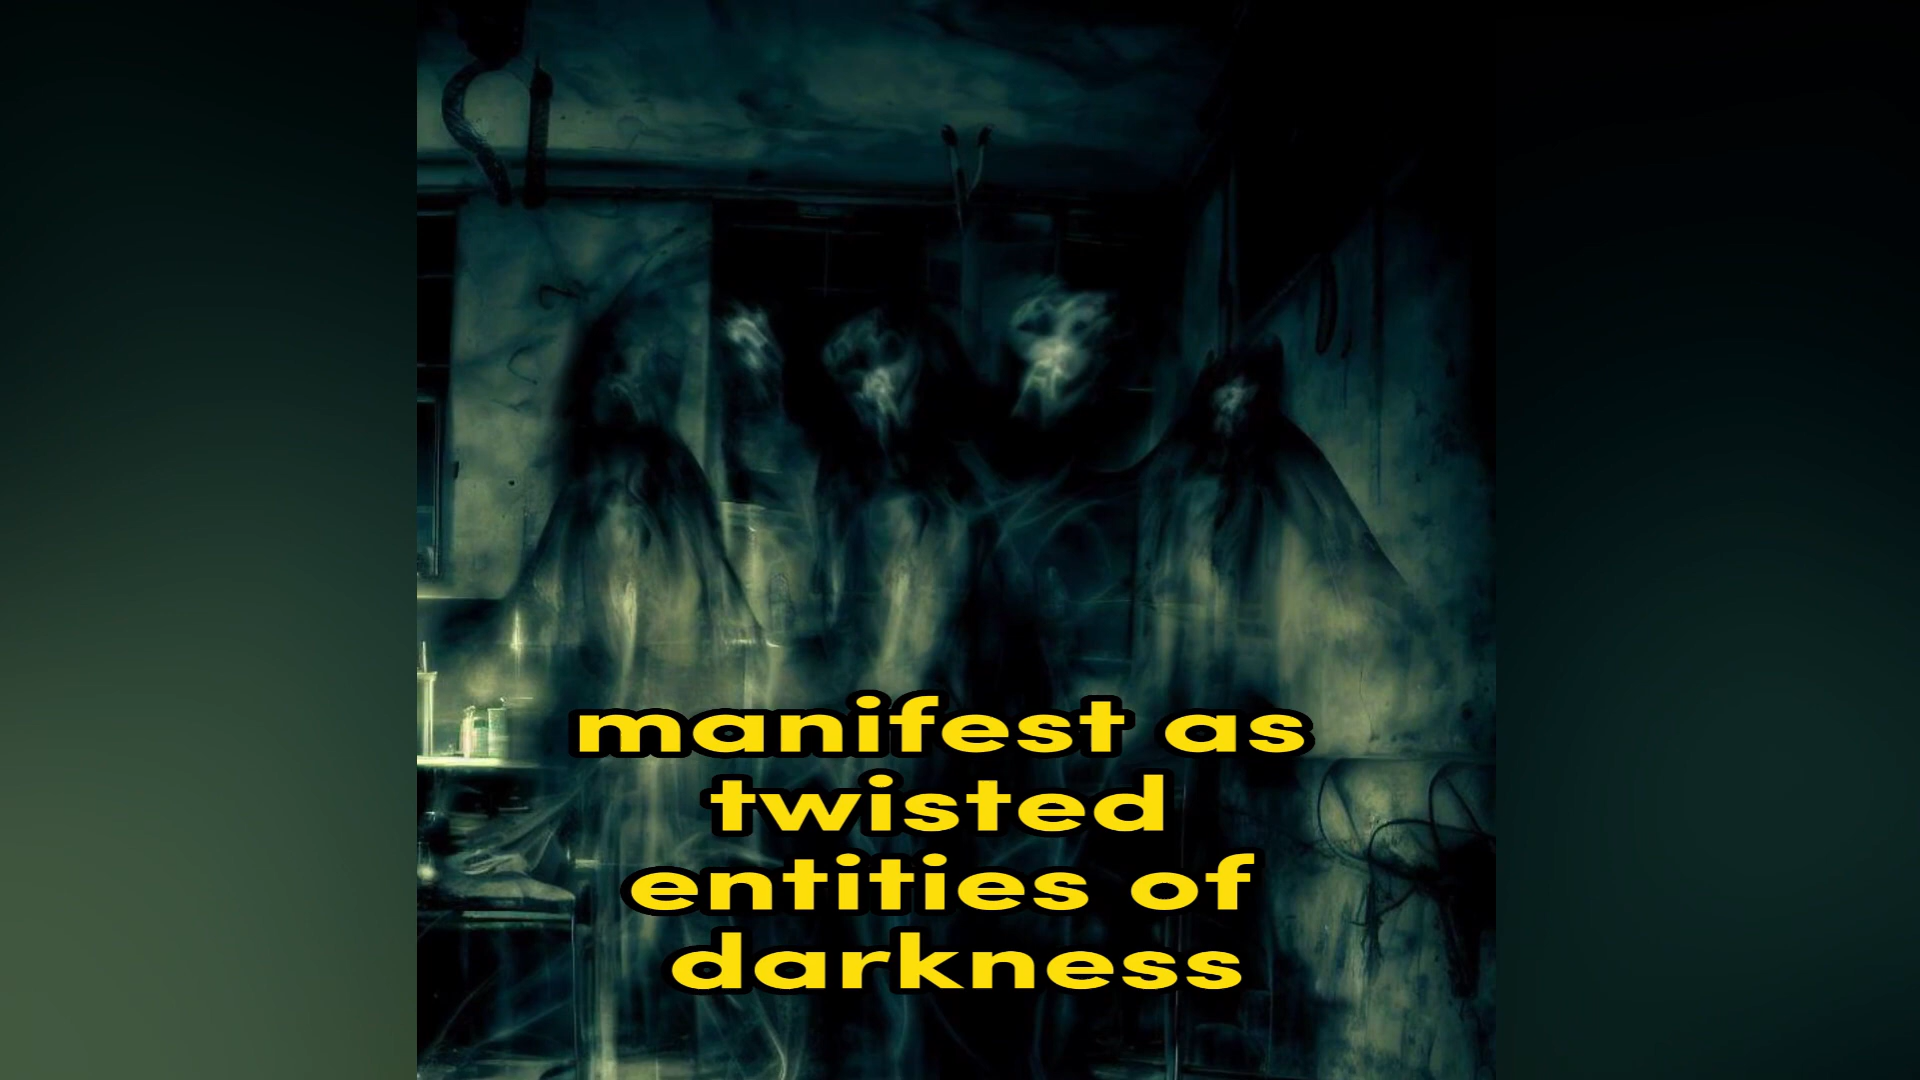 manifest as
twisted
entities of
darkness